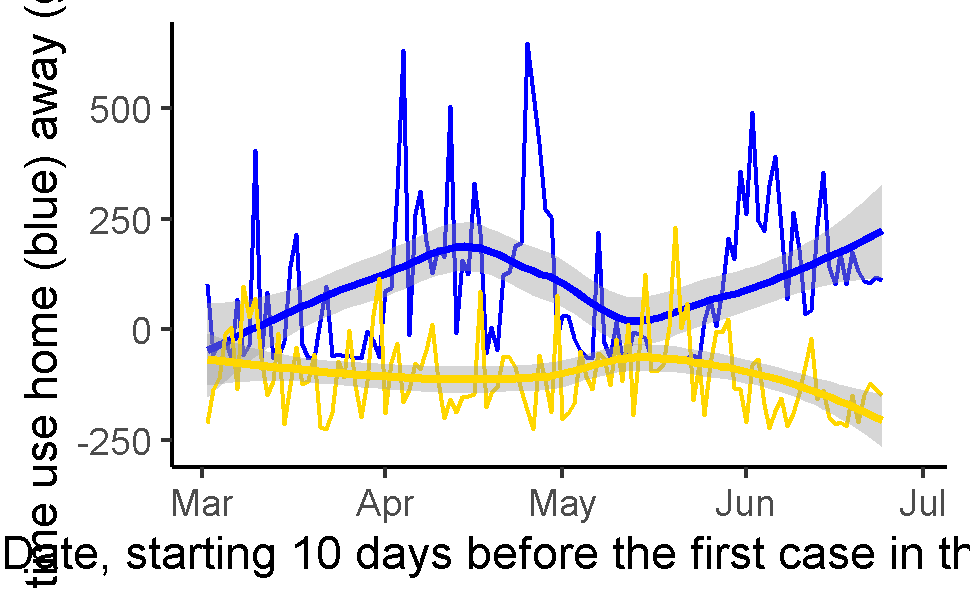 time use home (blue) away (
500
250
0
-250
Mar Apr May Jun Jul
Date, starting 10 days before the first case in th